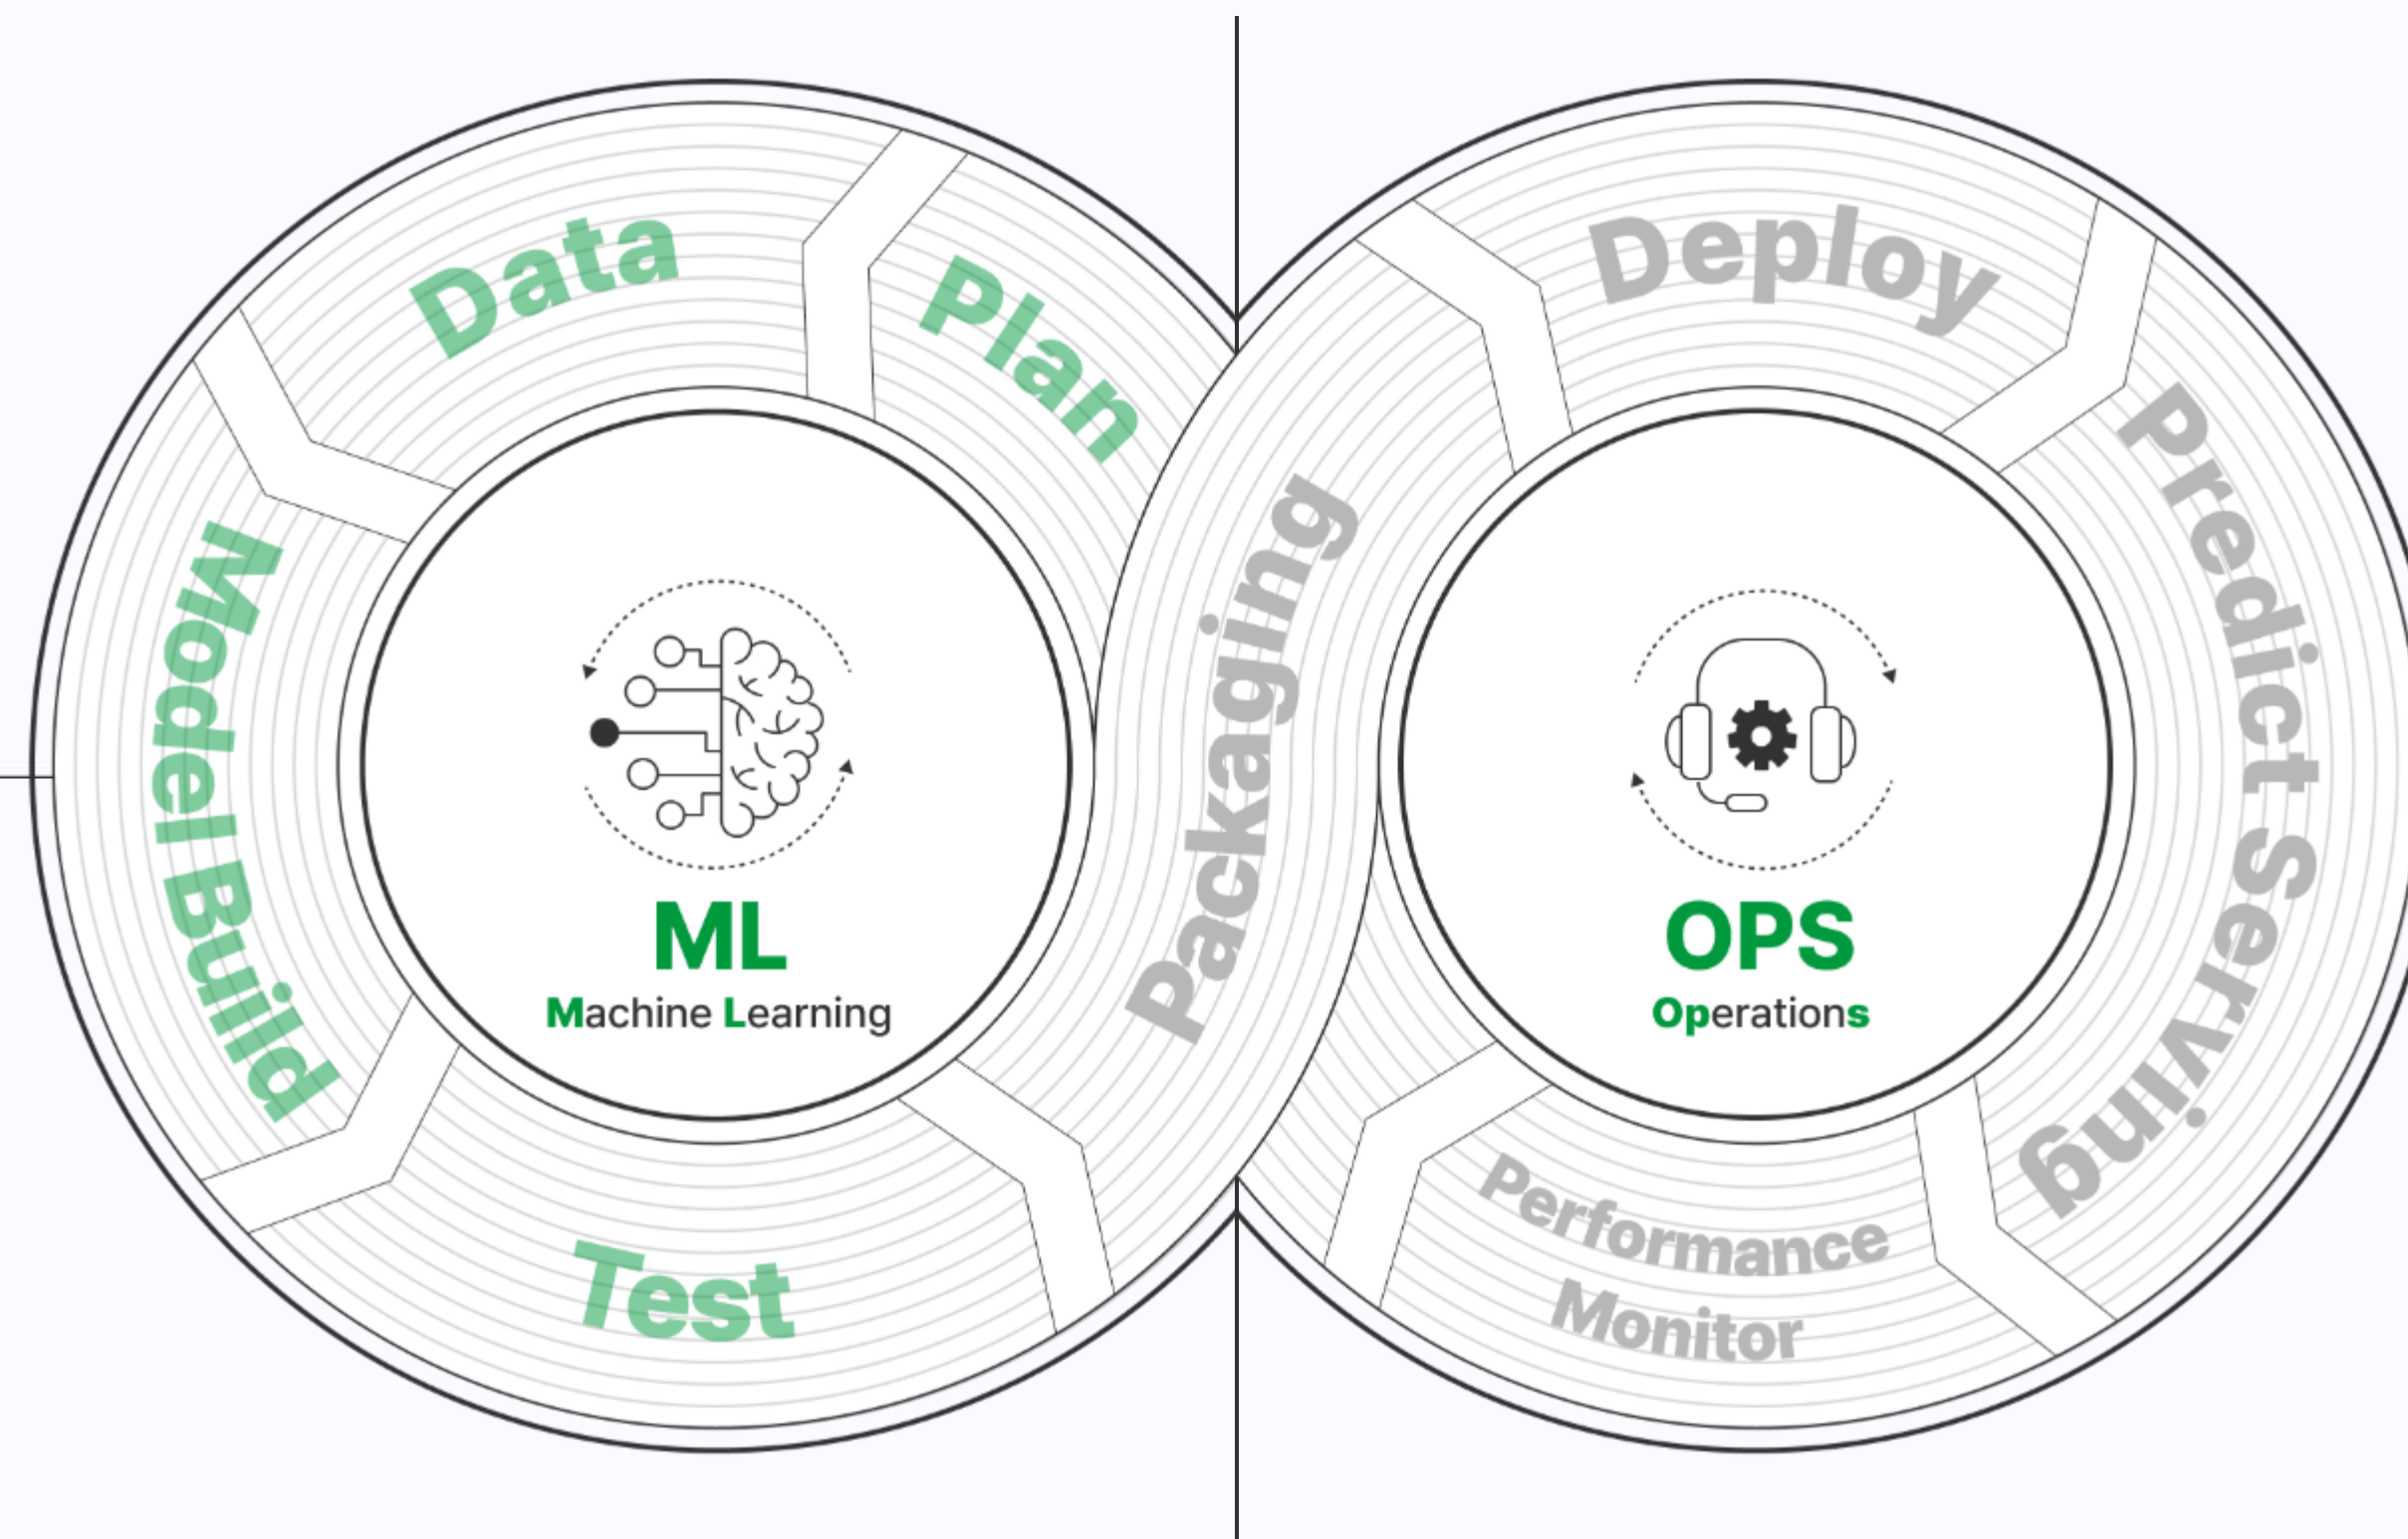 Plan
Data
Model Build
Test
Packaging
Deploy
Predict Serving
Performance
Monitor
ML
Machine Learning
OPS
Operations